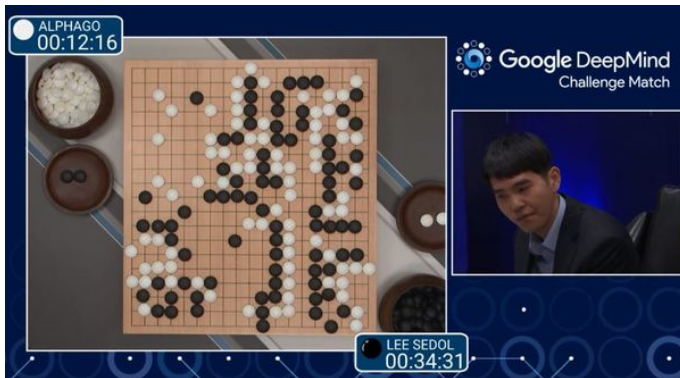 ALPHAGO
00:12:16
Google DeepMind
Challenge Match
LEE SEDOL
00:34:31